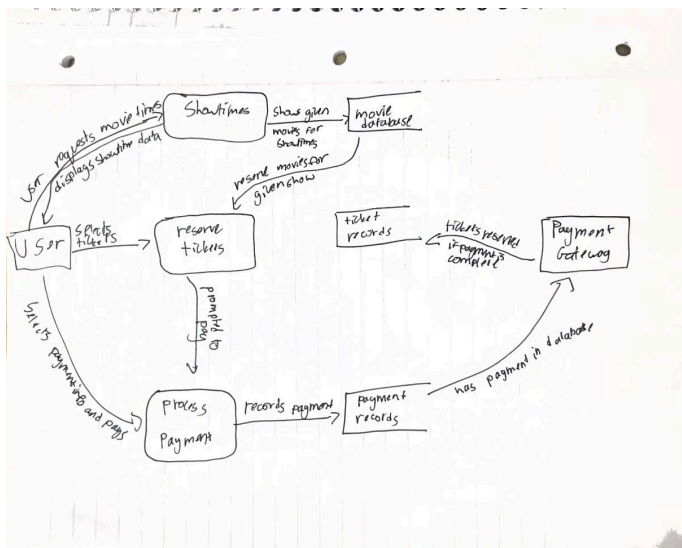 Showtimes
User requests movie times
displays showtime data
Shows given
movies for
showtimes
movie
database
reserve movies for
given show
User
selects
tickets
reserve
tickets
ticket
records
tickets reserved
if payment is
complete
Payment
Gateway
prompted to
pay
Selects payment info and pays
process
payment
records payment
payment
records
has payment in database